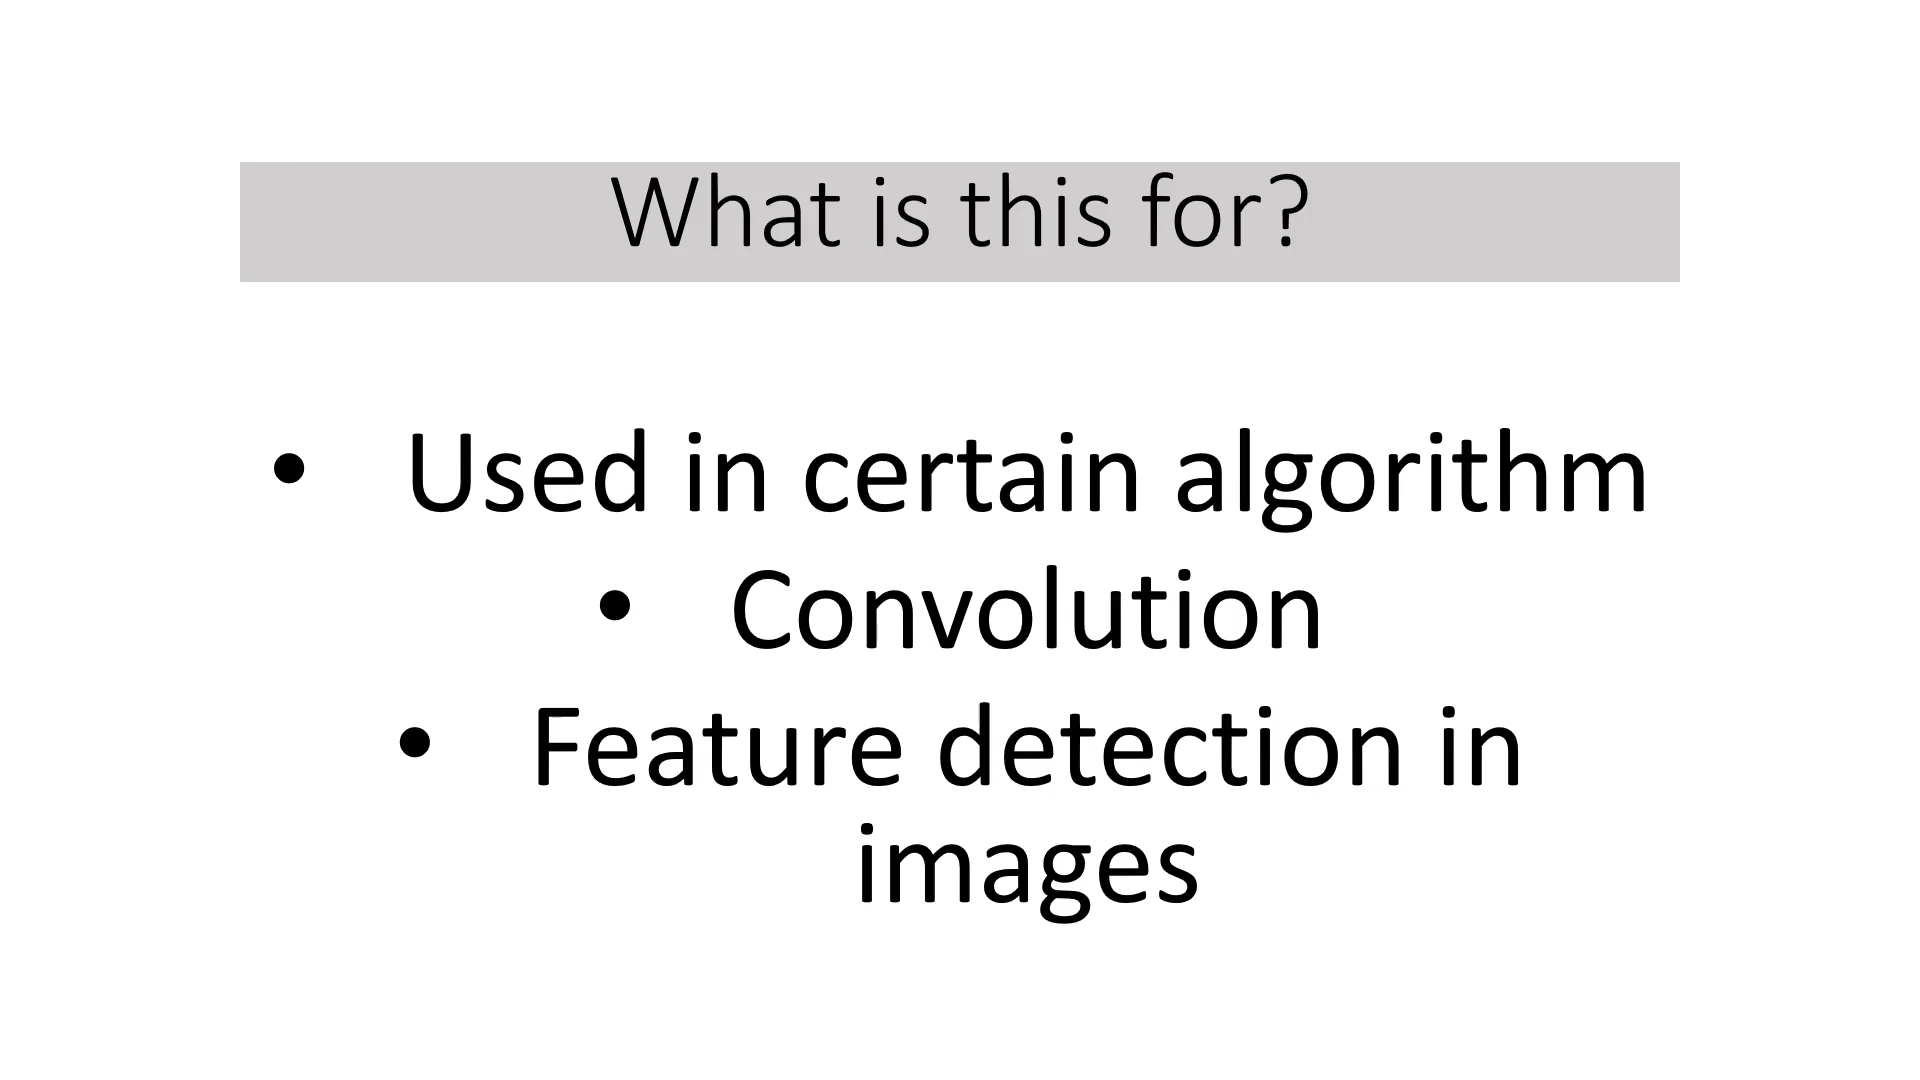 What is this for?
• Used in certain algorithm
• Convolution
• Feature detection in
images